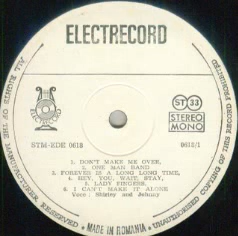 ELECTRECORD
ALL RIGHTS OF THE MANUFACTURER RESERVED • MADE IN ROMANIA • UNAUTHORISED COPYING OF THIS RECORD PROHIBITED
ST 33
STEREO
MONO
STM-EDE 0618 0618/1
1. DON'T MAKE ME OVER,
2. ONE MAN BAND
3. FOREVER IS A LONG LONG TIME,
4. HEY, YOU WAIT, STAY,
5. LADY FINGERS,
6. I CAN'T MAKE IT ALONE
Voce : Shirley and Johnny